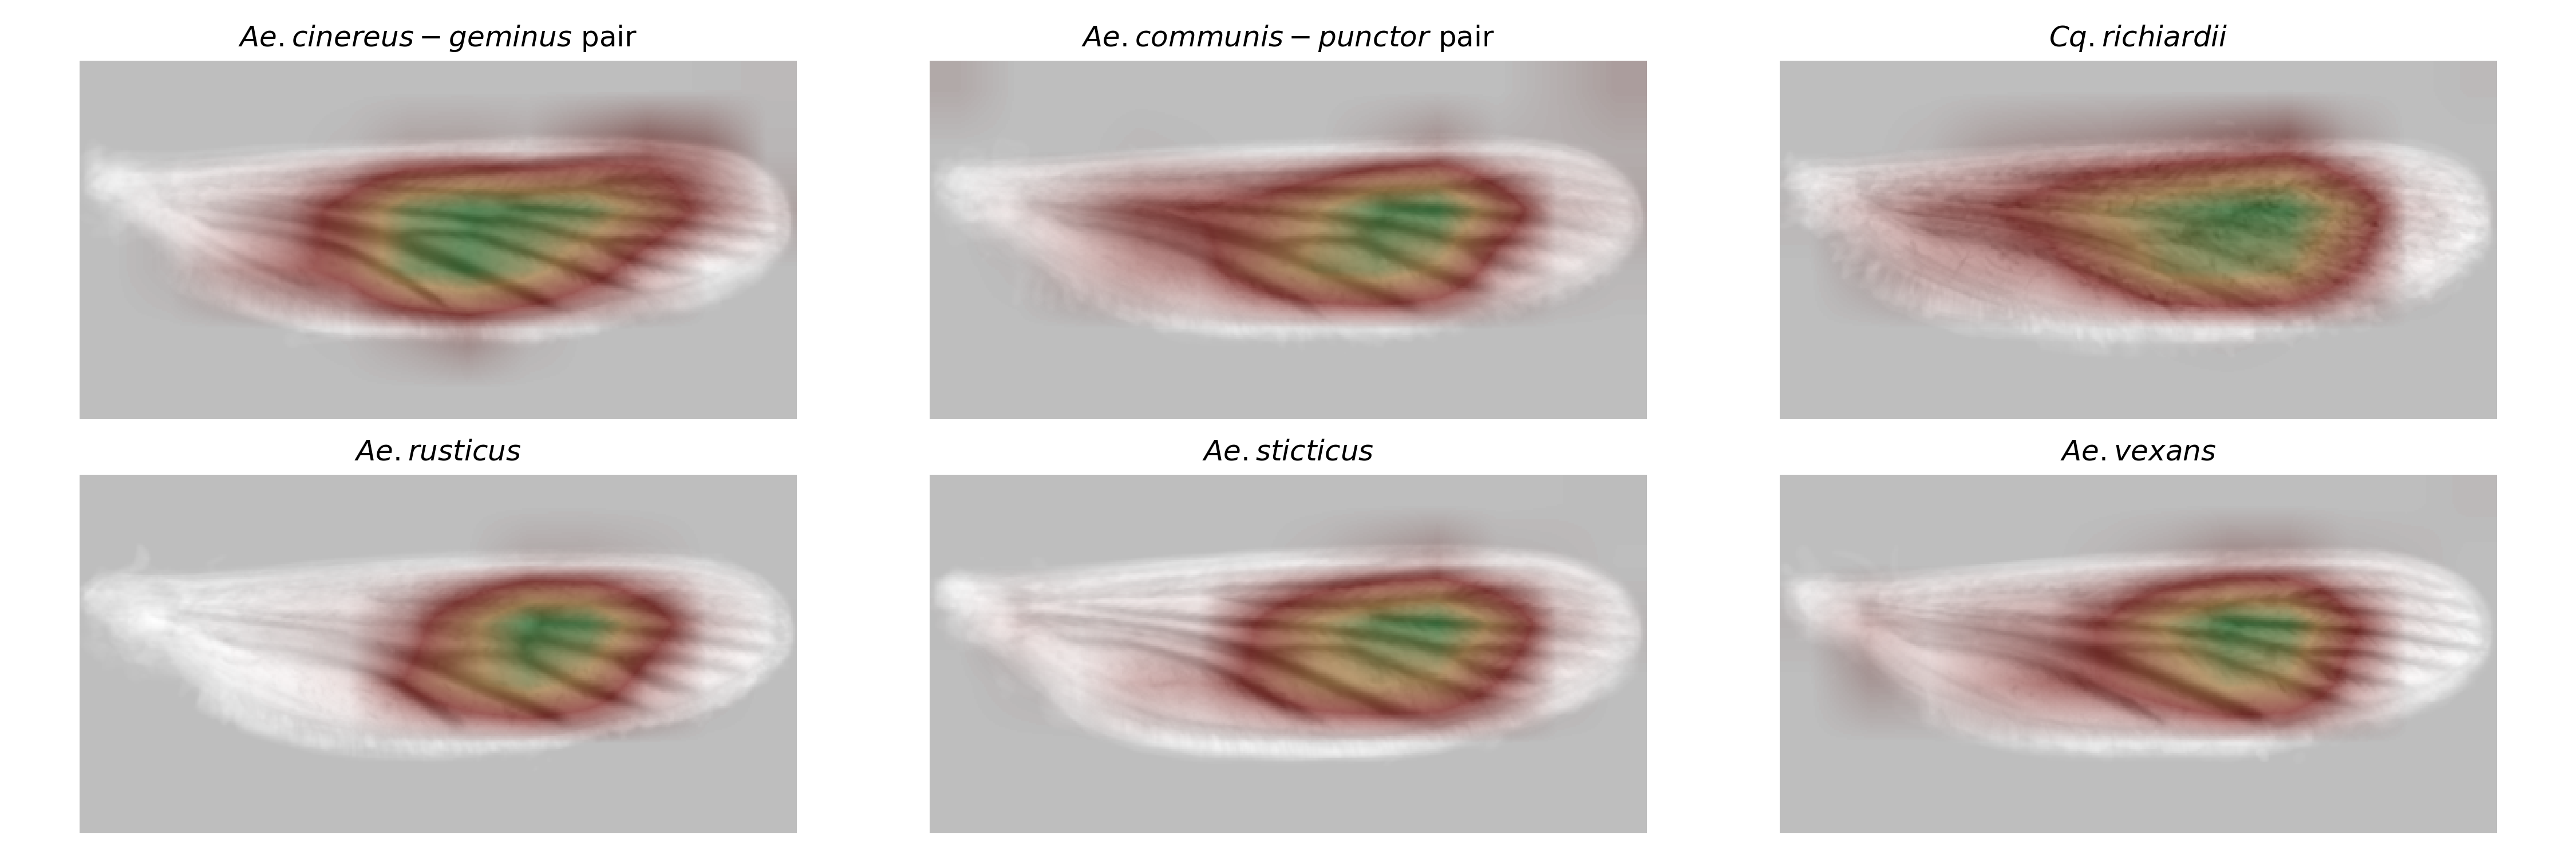 Ae. cinereus − geminus pair
Ae. communis − punctor pair
Cq. richiardii
Ae. rusticus
Ae. sticticus
Ae. vexans